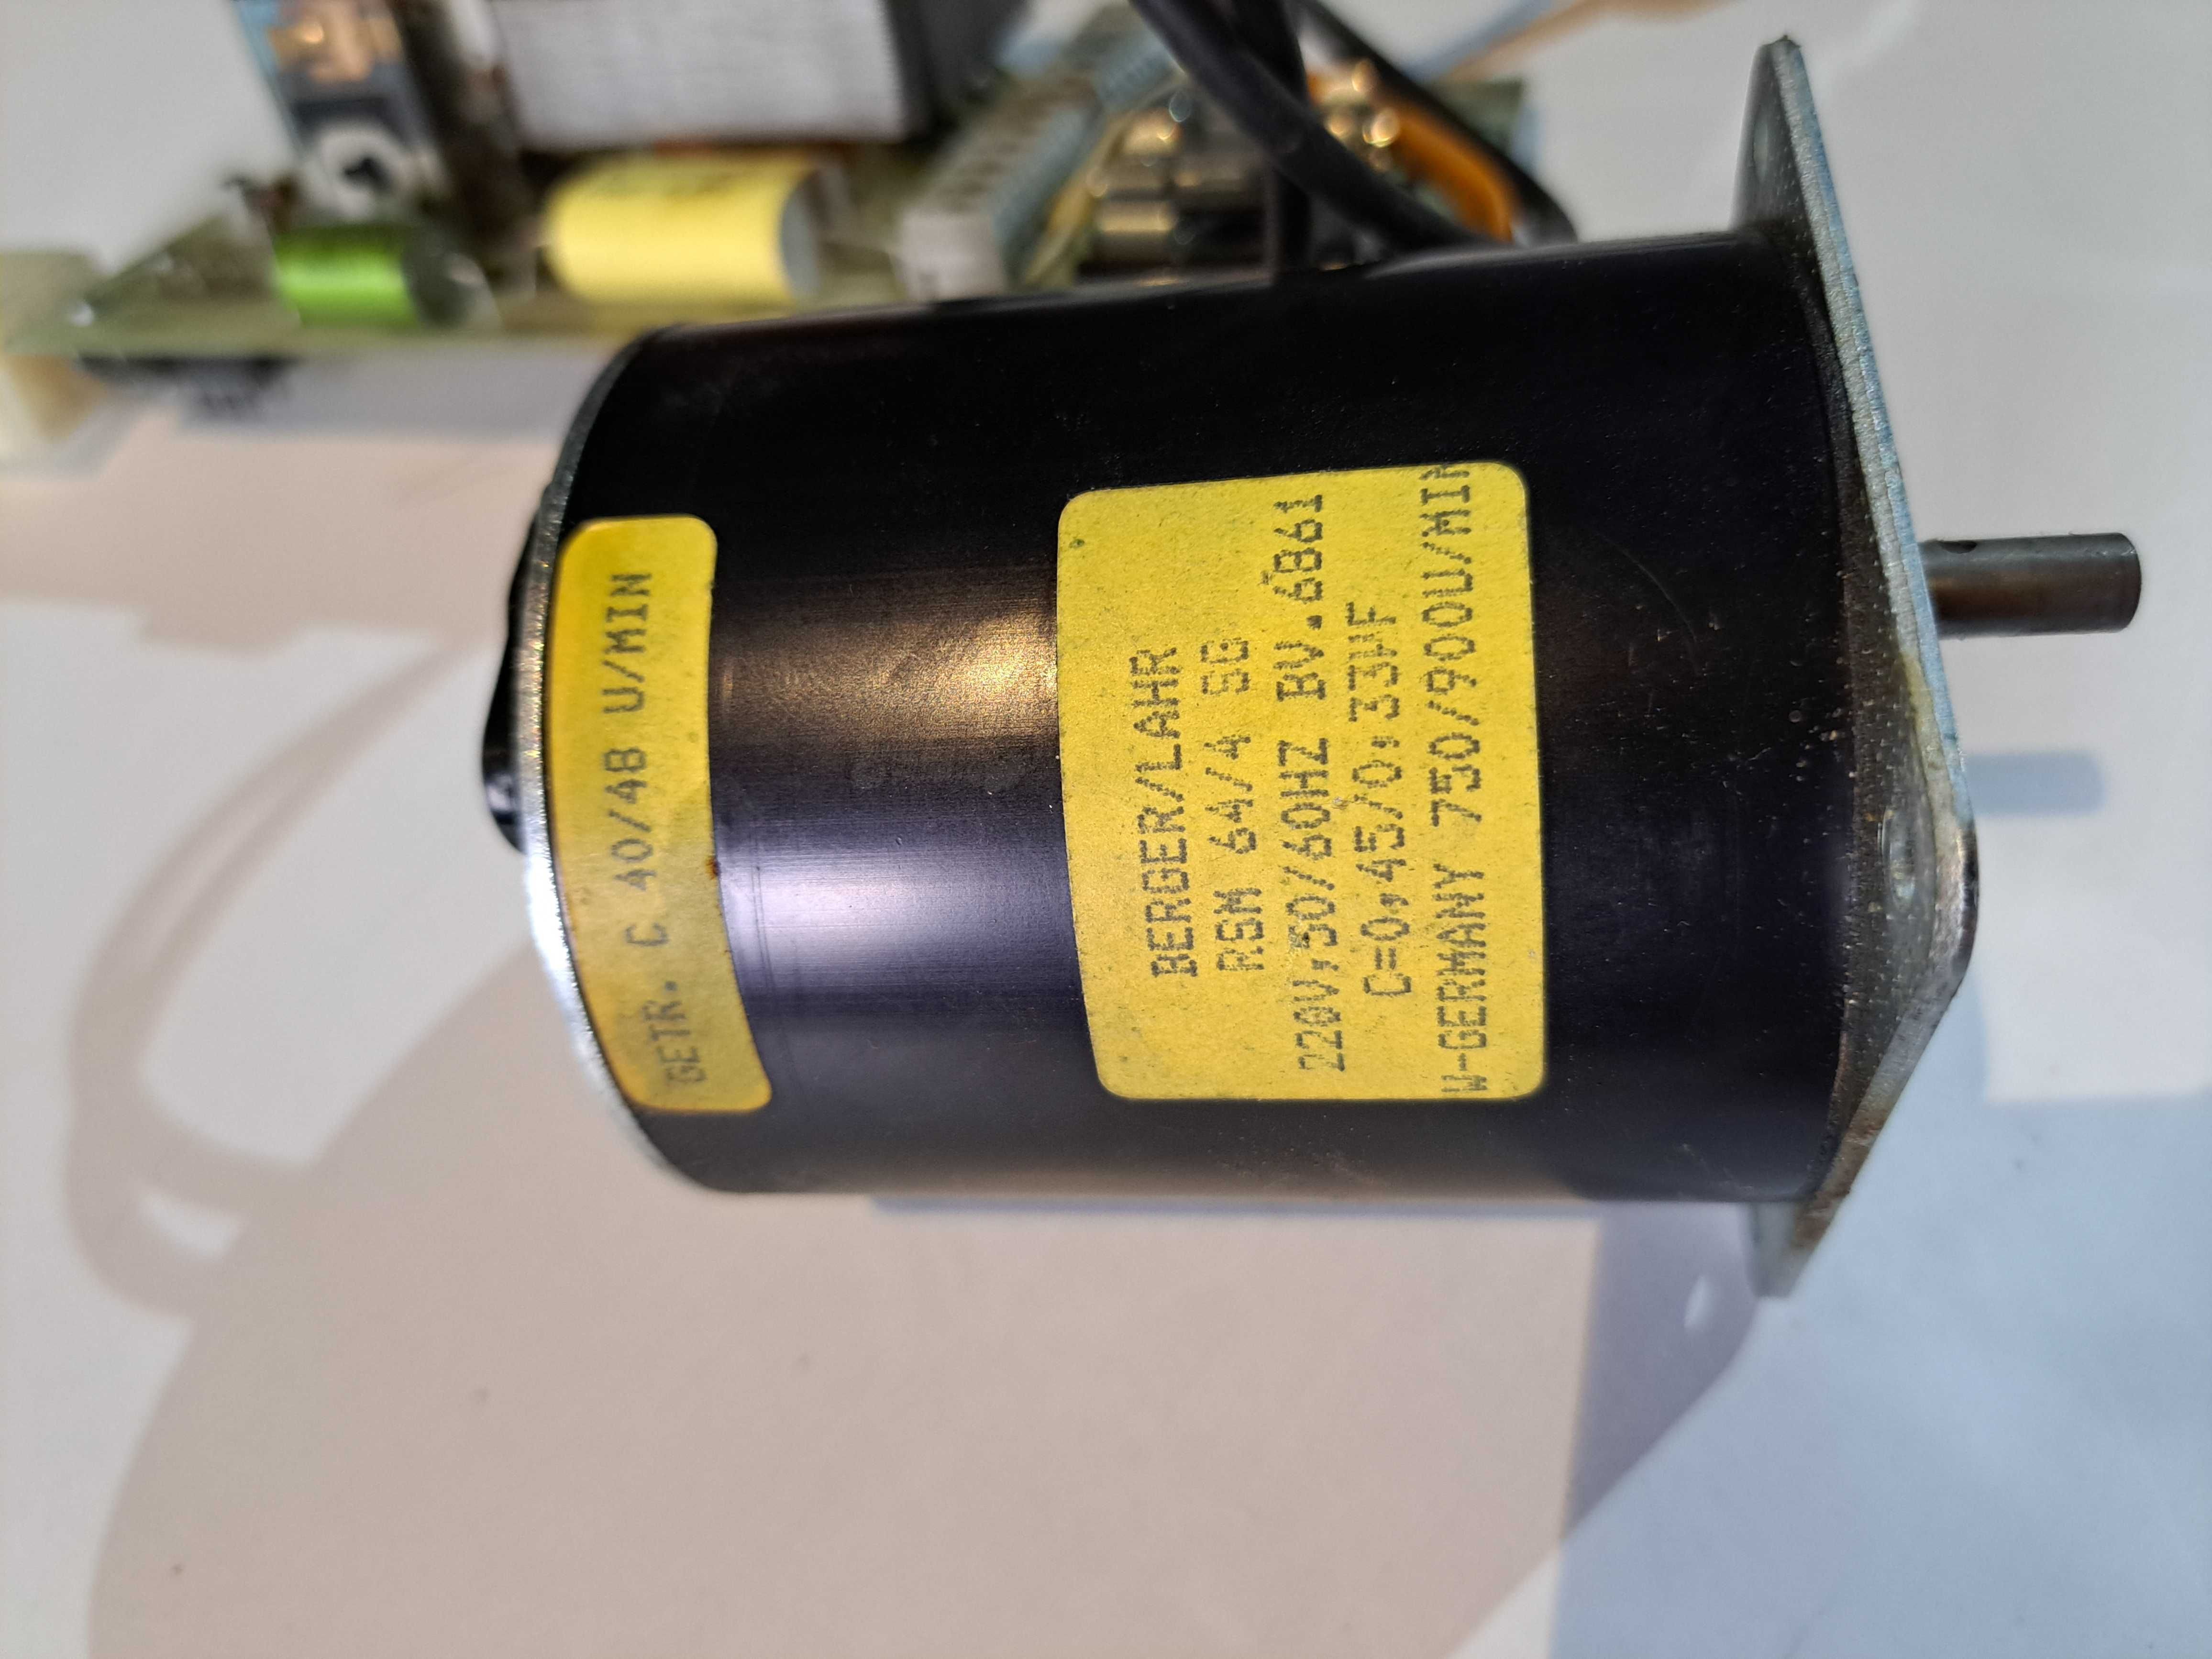 GETR. C 40/48 U/MIN
BERGER/LAHR
RSM 64/4 SG
220V,50/60HZ BV.6861
C=0,45/0,33µF
W-GERMANY 750/900U/MIN